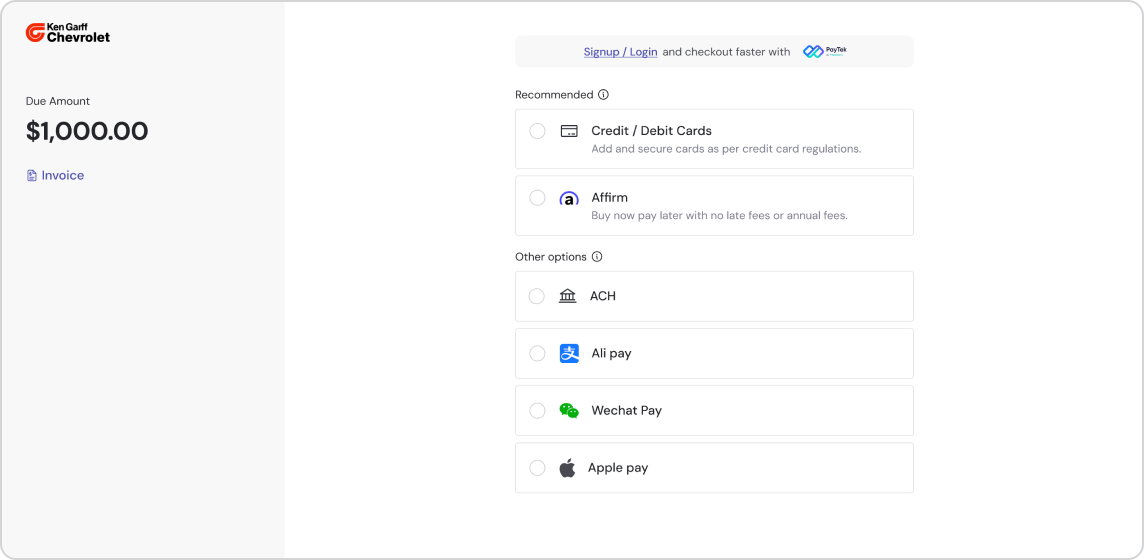 Ken Garff
Chevrolet
Due Amount
$1,000.00
Invoice
Signup / Login and checkout faster with PayTek
Recommended
Credit / Debit Cards
Add and secure cards as per credit card regulations.
a
Affirm
Buy now pay later with no late fees or annual fees.
Other options
ACH
支
Ali pay
Wechat Pay
Apple pay